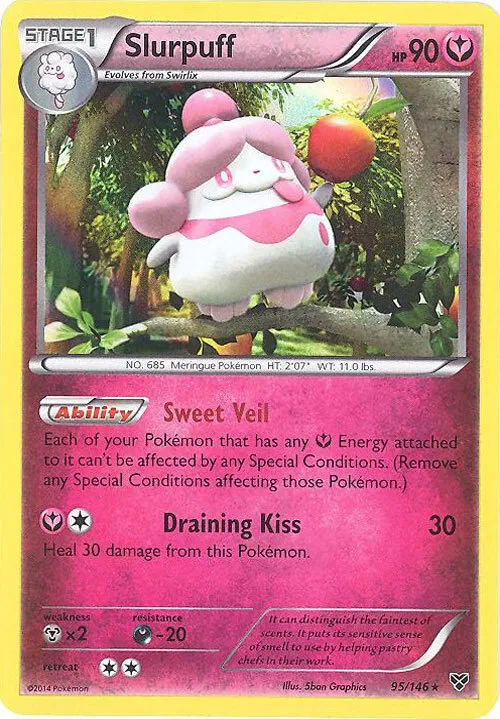 STAGE1
Slurpuff
HP90
Evolves from Swirlix
NO. 685 Meringue Pokémon HT: 2'07" WT: 11.0 lbs.
Ability Sweet Veil
Each of your Pokémon that has any Energy attached
to it can't be affected by any Special Conditions. (Remove
any Special Conditions affecting those Pokémon.)
Draining Kiss 30
Heal 30 damage from this Pokémon.
weakness resistance
×2 -20
retreat
It can distinguish the faintest of
scents. It puts its sensitive sense
of smell to use by helping pastry
chefs in their work.
©2014 Pokémon
Illus. 5ban Graphics 95/146 ★